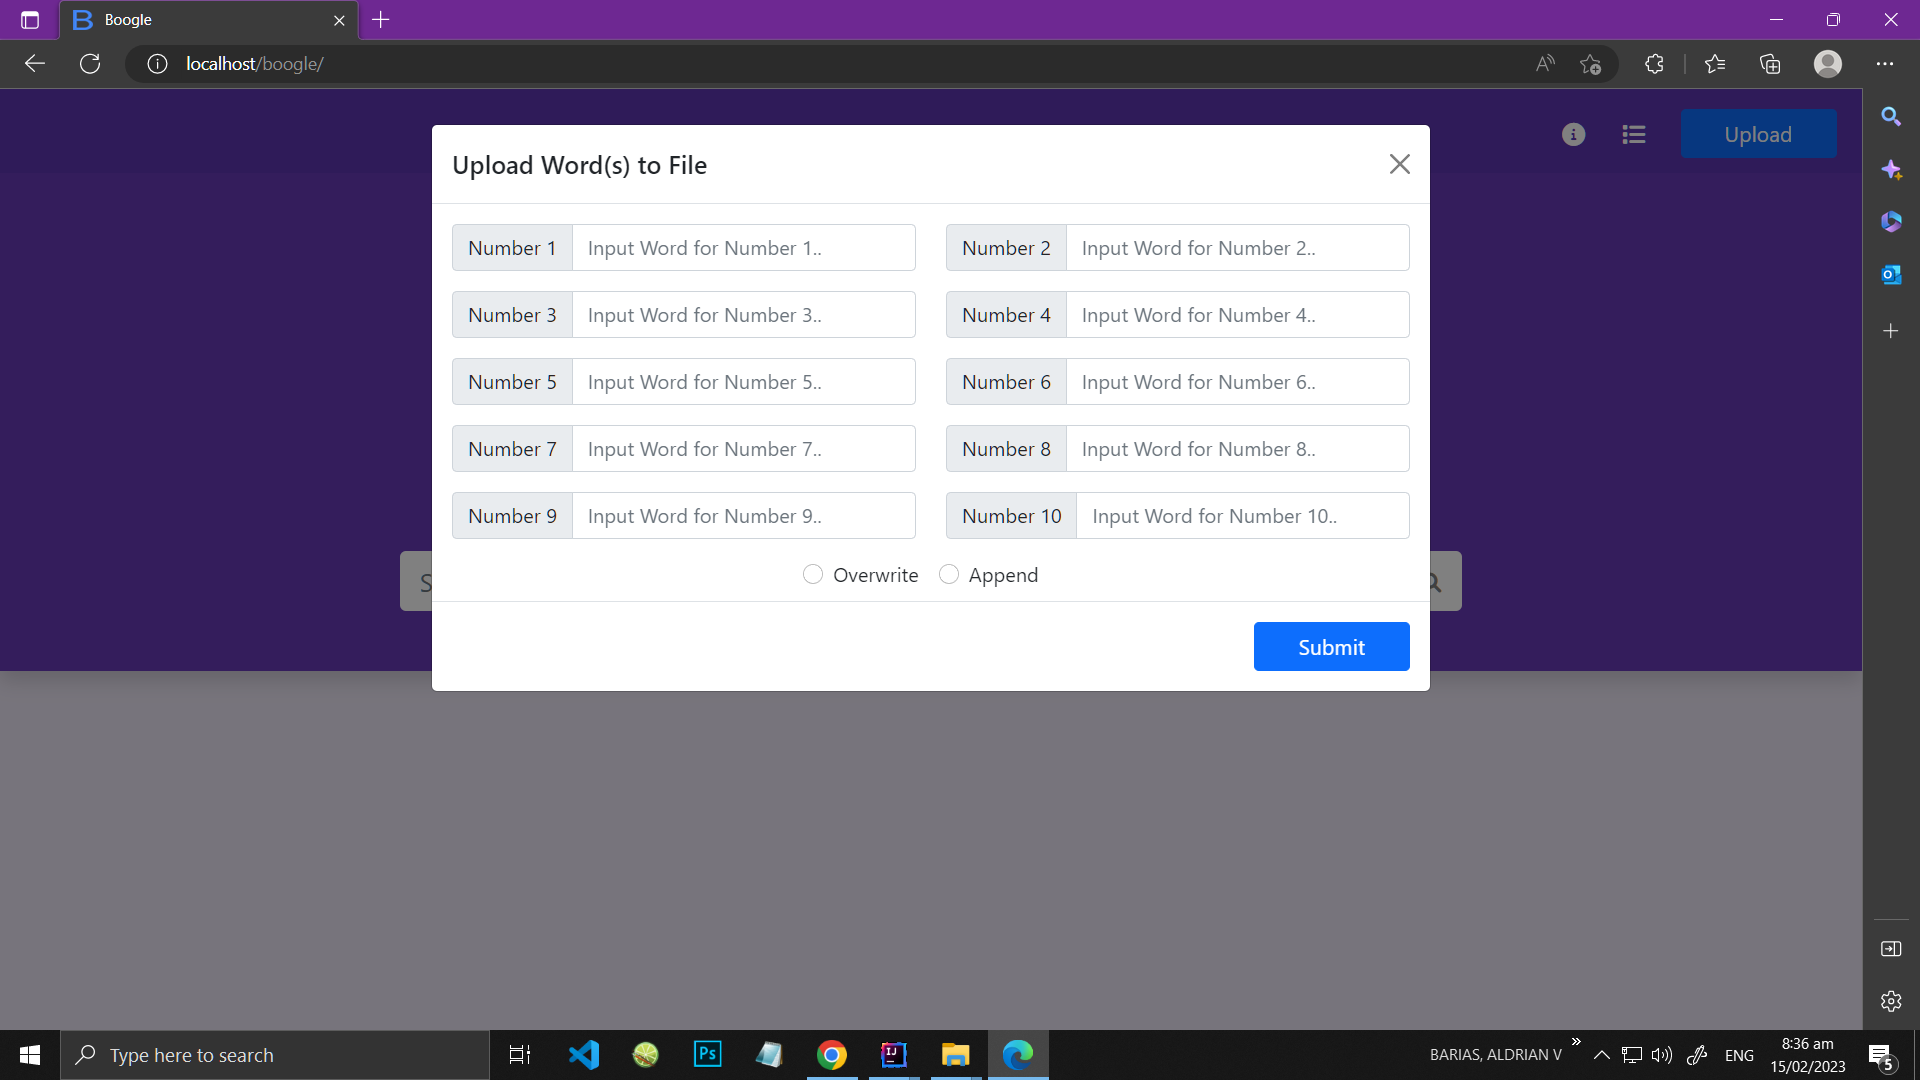 Boogle
localhost/boogle/
Upload
Upload Word(s) to File
Number 1 Input Word for Number 1.. Number 2 Input Word for Number 2..
Number 3 Input Word for Number 3.. Number 4 Input Word for Number 4..
Number 5 Input Word for Number 5.. Number 6 Input Word for Number 6..
Number 7 Input Word for Number 7.. Number 8 Input Word for Number 8..
Number 9 Input Word for Number 9.. Number 10 Input Word for Number 10..
Overwrite Append
Submit
Type here to search
Ps
IJ
BARIAS, ALDRIAN V
ENG
8:36 am
15/02/2023
5